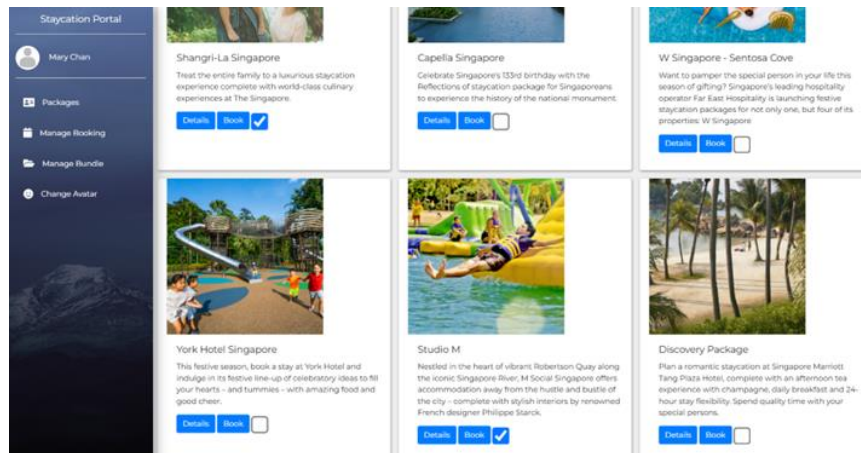 Staycation Portal
Mary Chan
Packages
Manage Booking
Manage Bundle
Change Avatar
Shangri-La Singapore
Treat the entire family to a luxurious staycation
experience complete with world-class culinary
experiences at The Singapore.
Details Book
Capella Singapore
Celebrate Singapore's 133rd birthday with the
Reflections of staycation package for Singaporeans
to experience the history of the national monument.
Details Book
W Singapore - Sentosa Cove
Want to pamper the special person in your life this
season of gifting? Singapore's leading hospitality
operator Far East Hospitality is launching festive
staycation packages for not only one, but four of its
properties: W Singapore
Details Book
York Hotel Singapore
This festive season, book a stay at York Hotel and
indulge in its festive line-up of celebratory ideas to fill
your hearts – and tummies – with amazing food and
good cheer.
Details Book
Studio M
Nestled in the heart of vibrant Robertson Quay along
the iconic Singapore River, M Social Singapore offers
accommodation away from the hustle and bustle of
the city – complete with stylish interiors by renowned
French designer Philippe Starck.
Details Book
Discovery Package
Plan a romantic staycation at Singapore Marriott
Tang Plaza Hotel, complete with an afternoon tea
experience with champagne, daily breakfast and 24-
hour stay flexibility. Spend quality time with your
special persons.
Details Book